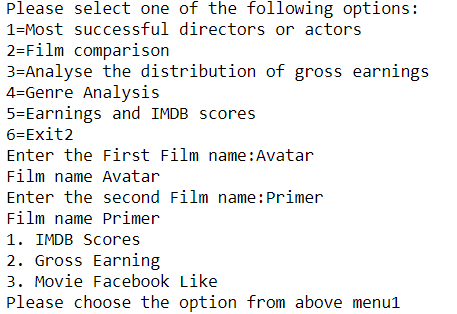 Please select one of the following options:
1=Most successful directors or actors
2=Film comparison
3=Analyse the distribution of gross earnings
4=Genre Analysis
5=Earnings and IMDB scores
6=Exit2
Enter the First Film name:Avatar
Film name Avatar
Enter the second Film name:Primer
Film name Primer
1. IMDB Scores
2. Gross Earning
3. Movie Facebook Like
Please choose the option from above menu1